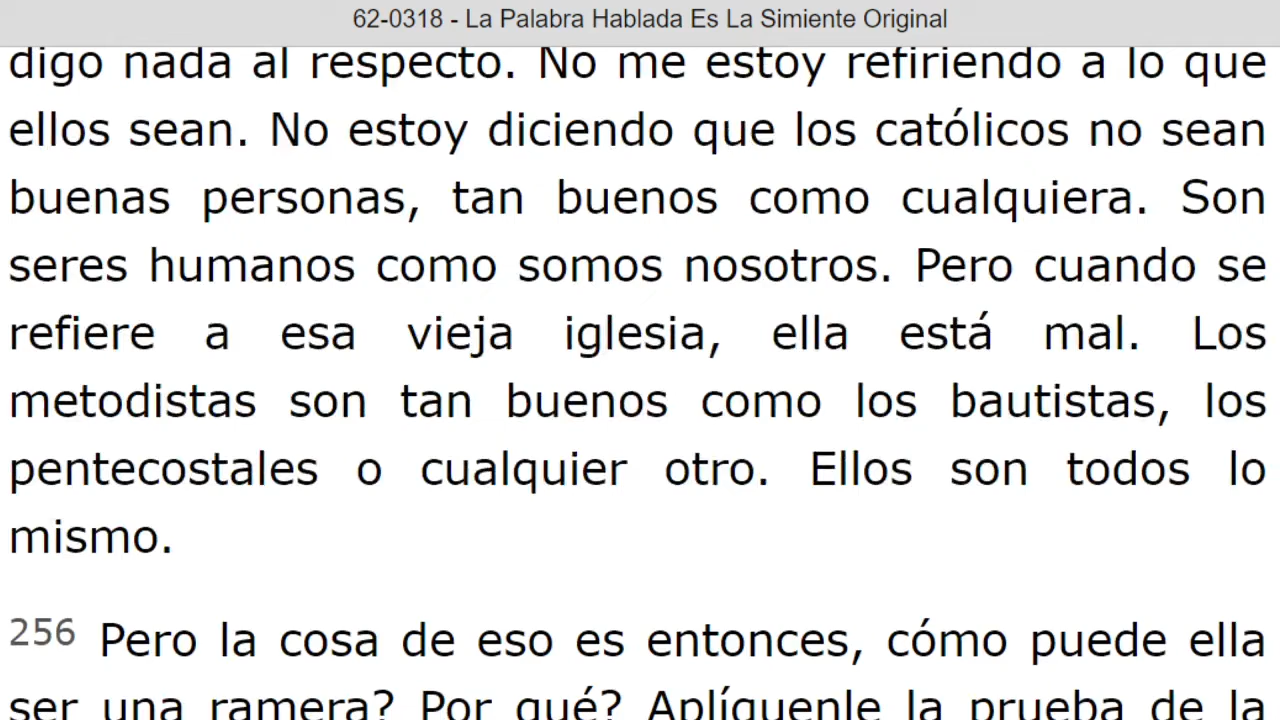 62-0318 - La Palabra Hablada Es La Simiente Original
digo nada al respecto. No me estoy refiriendo a lo que
ellos sean. No estoy diciendo que los católicos no sean
buenas personas, tan buenos como cualquiera. Son
seres humanos como somos nosotros. Pero cuando se
refiere a esa vieja iglesia, ella está mal. Los
metodistas son tan buenos como los bautistas, los
pentecostales o cualquier otro. Ellos son todos lo
mismo.
256 Pero la cosa de eso es entonces, cómo puede ella
ser una ramera? Por qué? Aplíquenle la prueba de la